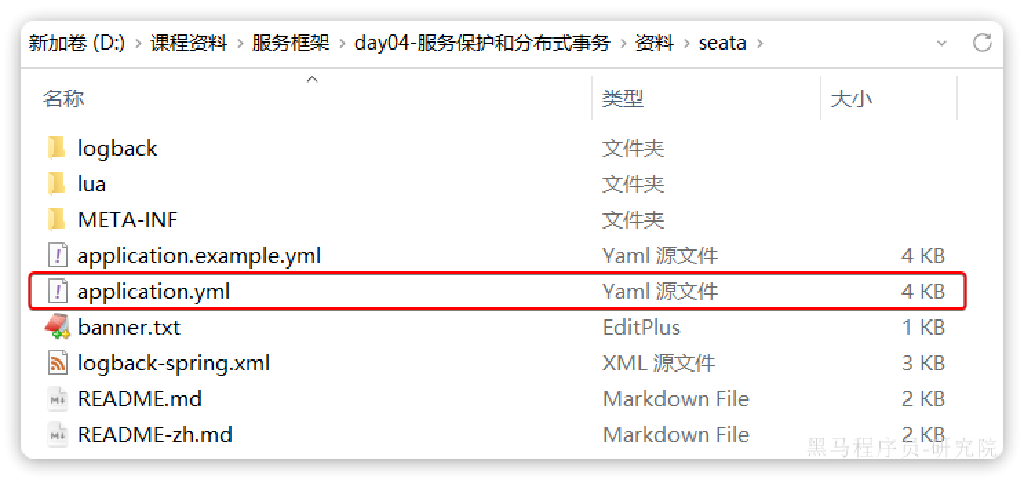 新加卷 (D:) › 课程资料 › 服务框架 › day04-服务保护和分布式事务 › 资料 › seata ›
名称 类型 大小
logback 文件夹
lua 文件夹
META-INF 文件夹
application.example.yml Yaml 源文件 4 KB
application.yml Yaml 源文件 4 KB
banner.txt EditPlus 1 KB
logback-spring.xml XML 源文件 3 KB
README.md Markdown File 2 KB
README-zh.md Markdown File 2 KB
黑马程序员-研究院